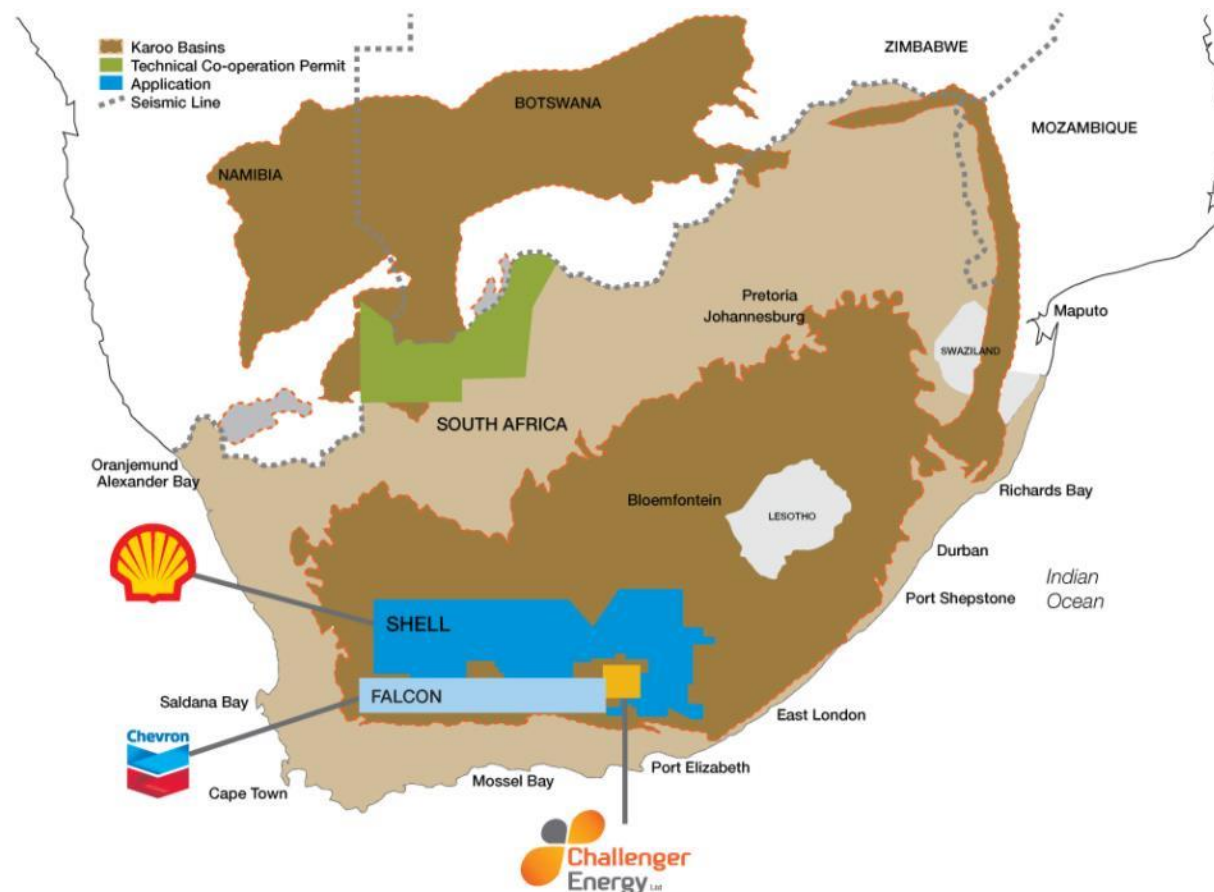 Karoo Basins
Technical Co-operation Permit
Application
Seismic Line
ZIMBABWE
BOTSWANA
MOZAMBIQUE
NAMIBIA
Pretoria
Johannesburg
Maputo
SWAZILAND
SOUTH AFRICA
Oranjemund
Alexander Bay
Bloemfontein
Richards Bay
LESOTHO
Durban
Indian
Ocean
Port Shepstone
SHELL
FALCON
Saldana Bay
East London
Chevron
Port Elizabeth
Mossel Bay
Cape Town
Challenger
Energy Ltd